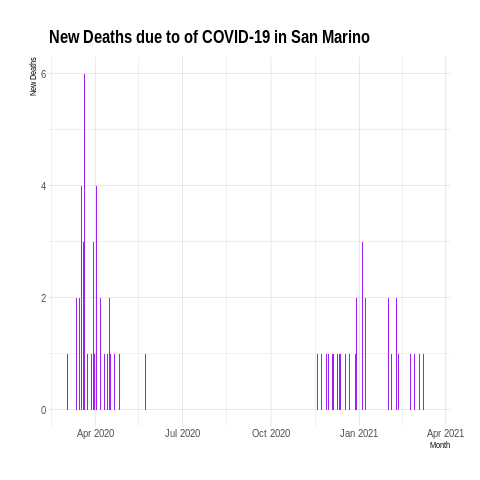 New Deaths due to of COVID-19 in San Marino
New Deaths
6
4
2
0
Apr 2020 Jul 2020 Oct 2020 Jan 2021 Apr 2021
Month